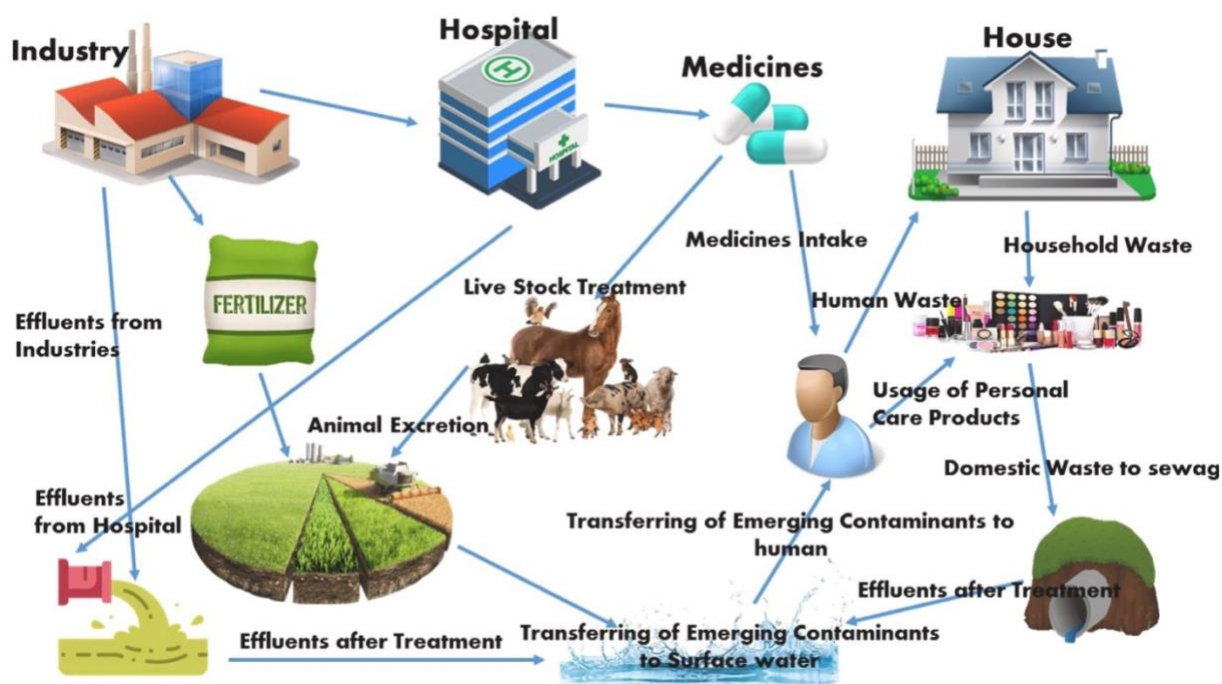 Industry
Hospital
Medicines
House
H
HOSPITAL
Medicines Intake
Household Waste
FERTILIZER
Live Stock Treatment
Human Waste
Effluents from
Industries
Usage of Personal
Care Products
Animal Excretion
Domestic Waste to sewag
Effluents
from Hospital
Transferring of Emerging Contaminants to
human
Effluents after Treatment
Effluents after Treatment
Transferring of Emerging Contaminants
to Surface water